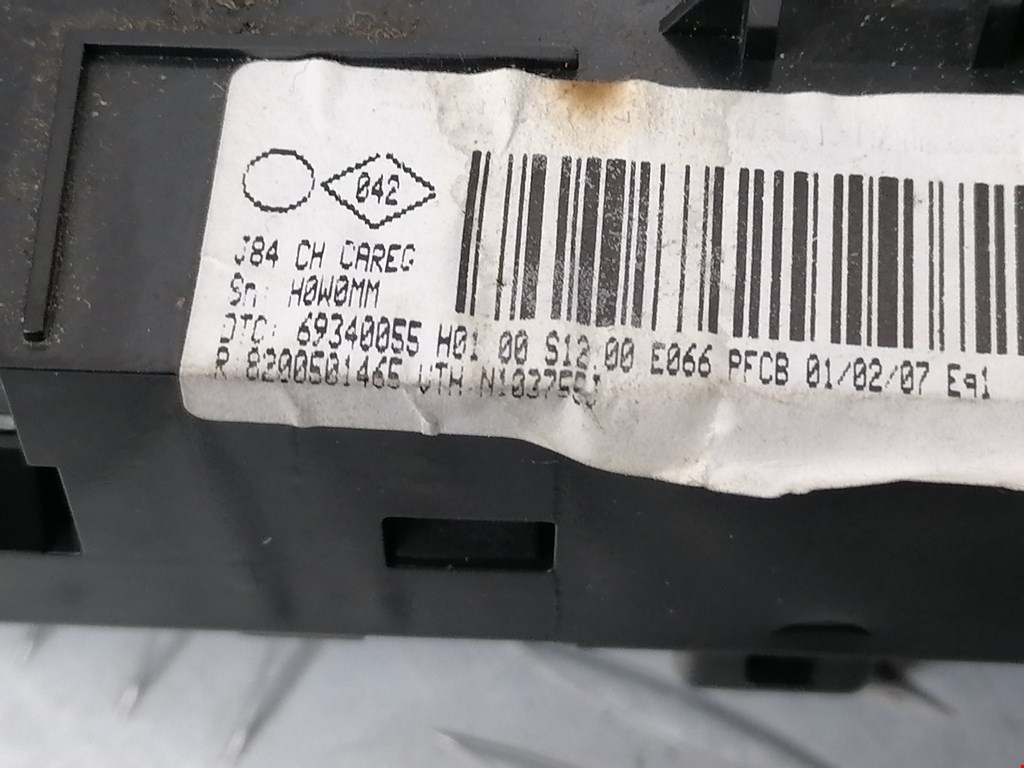 042
J84 CH CAREG
Sn: H0W0MM
DTC: 69340055 H01.00 S12.00 E066 PFCB 01/02/07 Eq1
R 8200501465 VTH